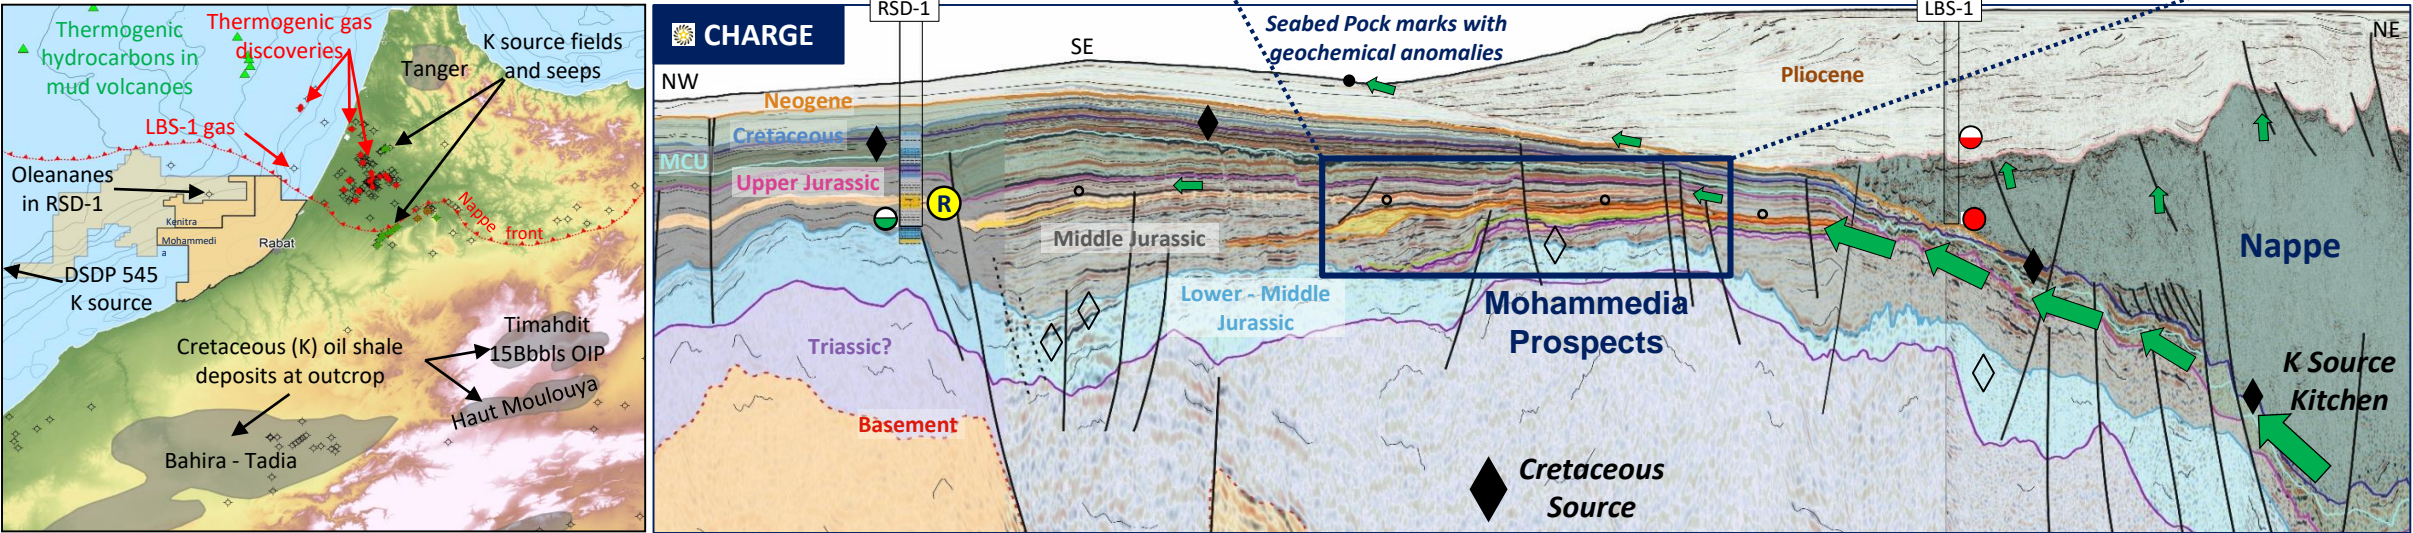 Thermogenic
hydrocarbons in
mud volcanoes
Thermogenic gas
discoveries
K source fields
and seeps
Tanger
LBS-1 gas
Oleananes
in RSD-1
Kenitra
Mohammedi
a
Rabat
Nappe
front
DSDP 545
K source
Cretaceous (K) oil shale
deposits at outcrop
Timahdit
15Bbbls OIP
Haut Moulouya
Bahira - Tadia
CHARGE
RSD-1
LBS-1
NW
SE
NE
Seabed Pock marks with
geochemical anomalies
Pliocene
Neogene
Cretaceous
MCU
Upper Jurassic
R
Middle Jurassic
Lower - Middle
Jurassic
Triassic?
Basement
Mohammedia
Prospects
Nappe
K Source
Kitchen
Cretaceous
Source